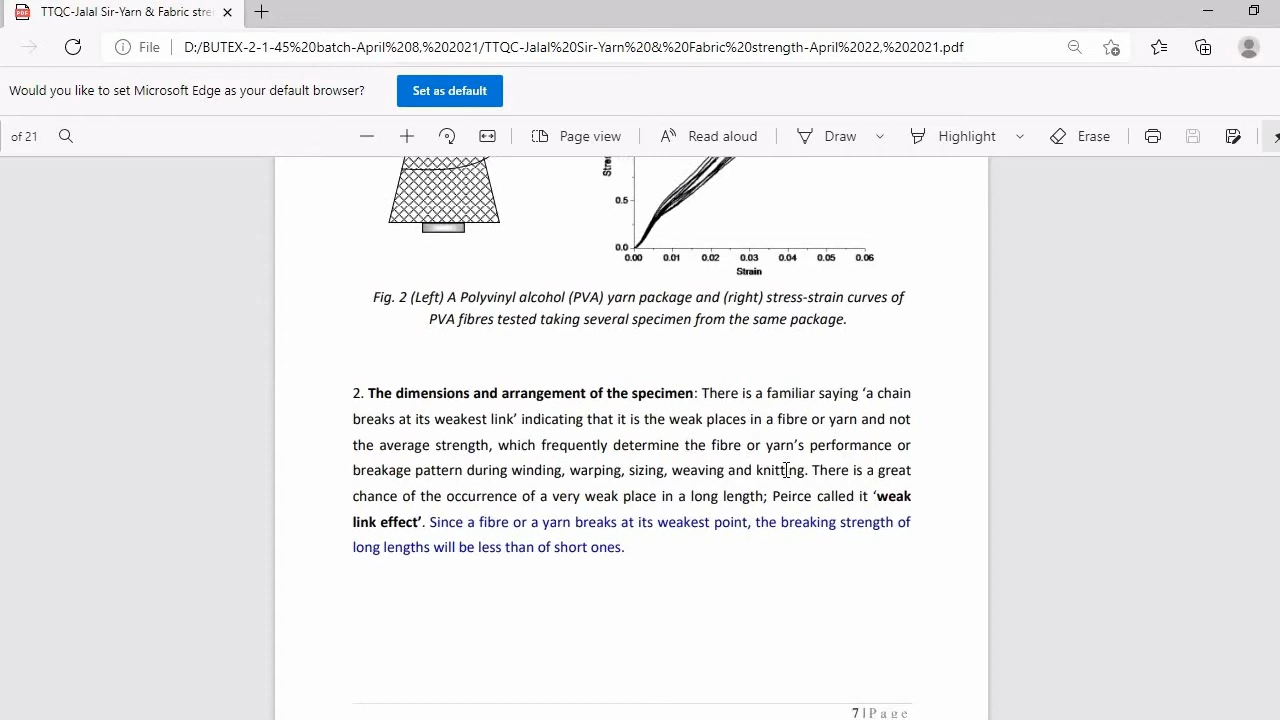 TTQC-Jalal Sir-Yarn & Fabric stre
File D:/BUTEX-2-1-45%20batch-April%208,%202021/TTQC-Jalal%20Sir-Yarn%20&%20Fabric%20strength-April%2022,%202021.pdf
Would you like to set Microsoft Edge as your default browser? Set as default
of 21 Page view Read aloud Draw Highlight Erase
0.5
0.0
0.00 0.01 0.02 0.03 0.04 0.05 0.06
Strain
Fig. 2 (Left) A Polyvinyl alcohol (PVA) yarn package and (right) stress-strain curves of
PVA fibres tested taking several specimen from the same package.
2. The dimensions and arrangement of the specimen: There is a familiar saying ‘a chain
breaks at its weakest link’ indicating that it is the weak places in a fibre or yarn and not
the average strength, which frequently determine the fibre or yarn’s performance or
breakage pattern during winding, warping, sizing, weaving and knitting. There is a great
chance of the occurrence of a very weak place in a long length; Peirce called it ‘weak
link effect’. Since a fibre or a yarn breaks at its weakest point, the breaking strength of
long lengths will be less than of short ones.
7 | P a g e